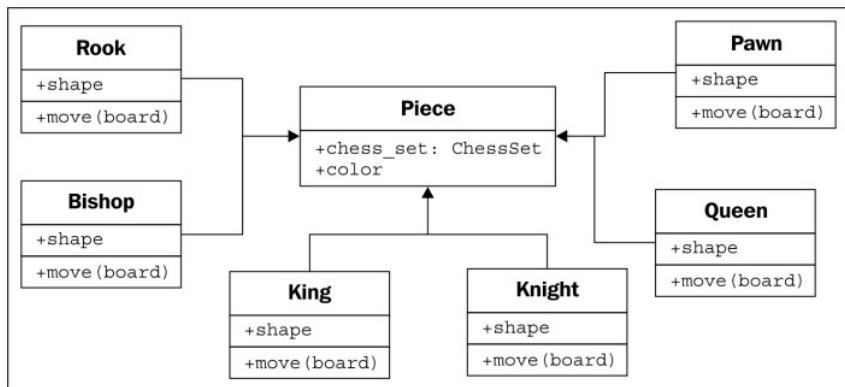 Rook
+shape
+move(board)
Pawn
+shape
+move(board)
Piece
+chess_set: ChessSet
+color
Bishop
+shape
+move(board)
Queen
+shape
+move(board)
King
+shape
+move(board)
Knight
+shape
+move(board)